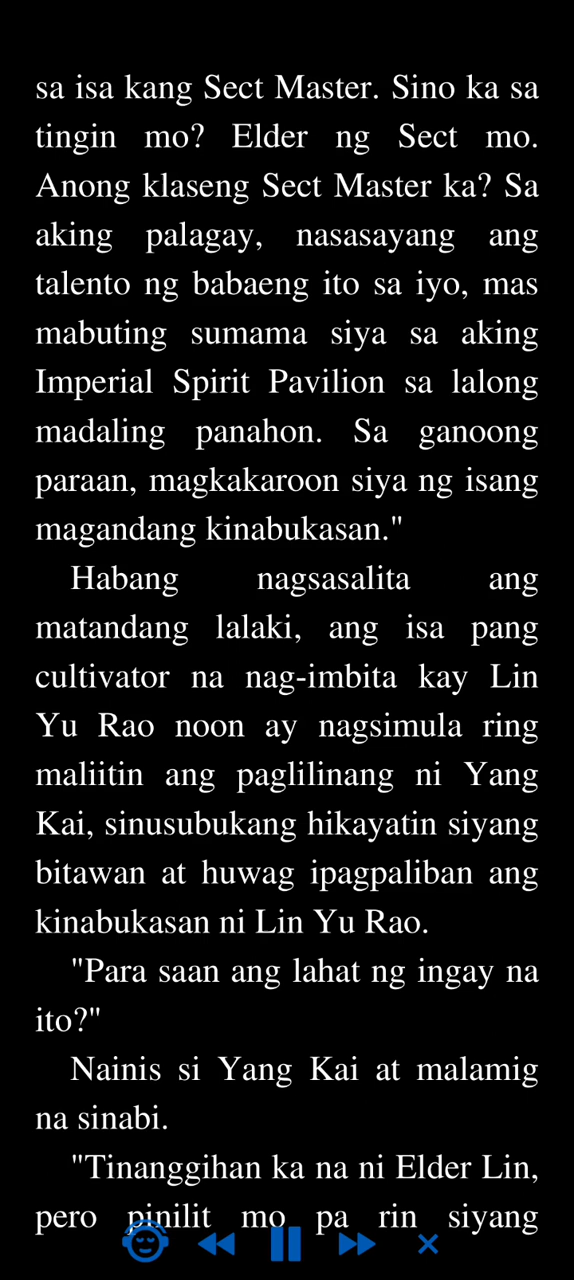 sa isa kang Sect Master. Sino ka sa
tingin mo? Elder ng Sect mo.
Anong klaseng Sect Master ka? Sa
aking palagay, nasasayang ang
talento ng babaeng ito sa iyo, mas
mabuting sumama siya sa aking
Imperial Spirit Pavilion sa lalong
madaling panahon. Sa ganoong
paraan, magkakaroon siya ng isang
magandang kinabukasan."
Habang nagsasalita ang
matandang lalaki, ang isa pang
cultivator na nag-imbita kay Lin
Yu Rao noon ay nagsimula ring
maliitin ang paglilinang ni Yang
Kai, sinusubukang hikayatin siyang
bitawan at huwag ipagpaliban ang
kinabukasan ni Lin Yu Rao.
"Para saan ang lahat ng ingay na
ito?"
Nainis si Yang Kai at malamig
na sinabi.
"Tinanggihan ka na ni Elder Lin,
pero pinilit mo pa rin siyang